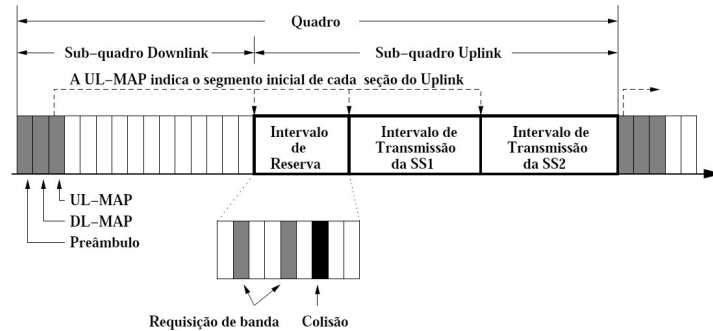 Quadro
Sub-quadro Downlink
Sub-quadro Uplink
A UL-MAP indica o segmento inicial de cada seção do Uplink
Intervalo
de
Reserva
Intervalo de
Transmissão
da SS1
Intervalo de
Transmissão
da SS2
UL-MAP
DL-MAP
Preâmbulo
Requisição de banda
Colisão